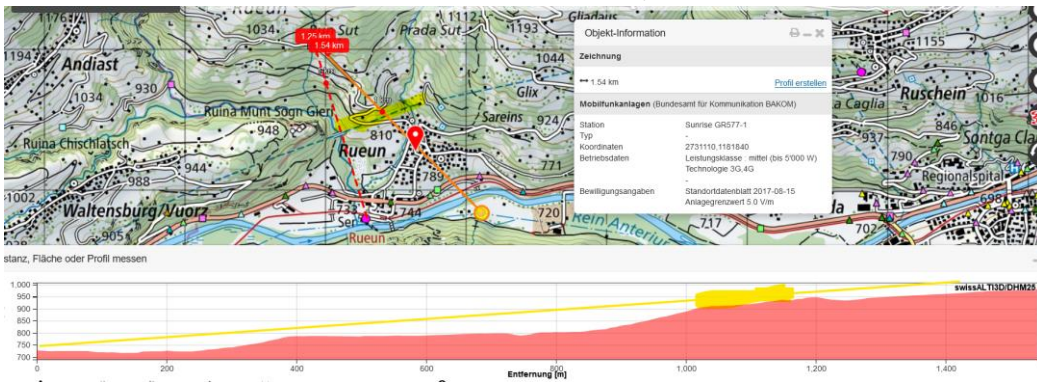 1176
Rueun
1034
Sut
Prada Sut
1112
1193
Gliadaus
1155
1.25 km
1.54 km
1194
Andiast
1044
Ruschein
1016
1034
930
Glix
La Caglia
Ruina Munt Sogn Gieri
810
Sareins
924
937
846
Sontga
948
Ruina Chischlatsch
Rueun
790
988
944
789
771
Regionalspital
1002
Waltensburg/Vuorz
733
744
720
698
905
Rueun
Rein Anteriur
717
702
Objekt-Information
Zeichnung
1.54 km
Profil erstellen
Mobilfunkanlagen (Bundesamt für Kommunikation BAKOM)
Station Sunrise GR577-1
Typ -
Koordinaten 2731110,1181840
Betriebsdaten Leistungsklasse : mittel (bis 5'000 W)
Technologie 3G,4G
-
Bewilligungsangaben Standortdatenblatt 2017-08-15
Anlagegrenzwert 5.0 V/m
stanz, Fläche oder Profil messen
swissALTI3D/DHM25
1,000
950
900
850
800
750
700
0 200 400 600 800 1,000 1,200 1,400
Entfernung [m]